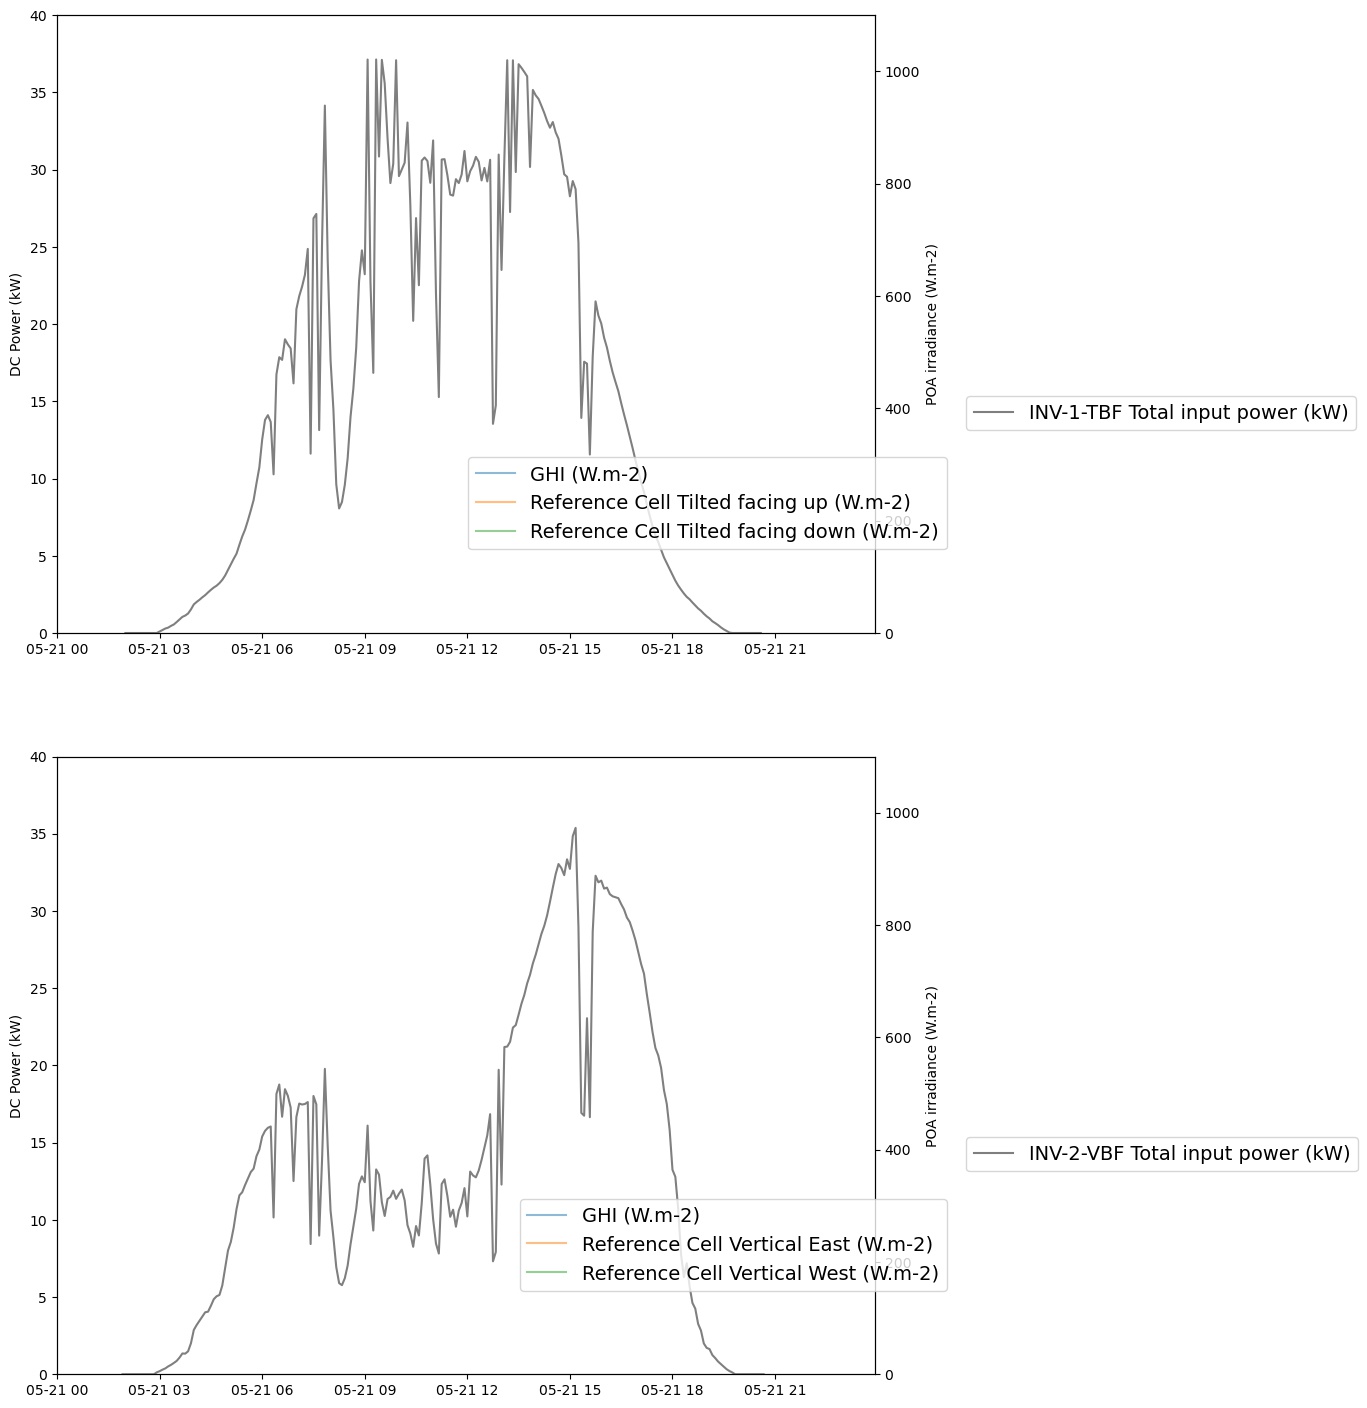 40
35
30
25
20
15
10
5
0
DC Power (kW)
1000
800
600
400
200
0
POA irradiance (W.m-2)
INV-1-TBF Total input power (kW)
GHI (W.m-2)
Reference Cell Tilted facing up (W.m-2)
Reference Cell Tilted facing down (W.m-2)
05-21 00 05-21 03 05-21 06 05-21 09 05-21 12 05-21 15 05-21 18 05-21 21
40
35
30
25
20
15
10
5
0
DC Power (kW)
1000
800
600
400
200
0
POA irradiance (W.m-2)
INV-2-VBF Total input power (kW)
GHI (W.m-2)
Reference Cell Vertical East (W.m-2)
Reference Cell Vertical West (W.m-2)
05-21 00 05-21 03 05-21 06 05-21 09 05-21 12 05-21 15 05-21 18 05-21 21